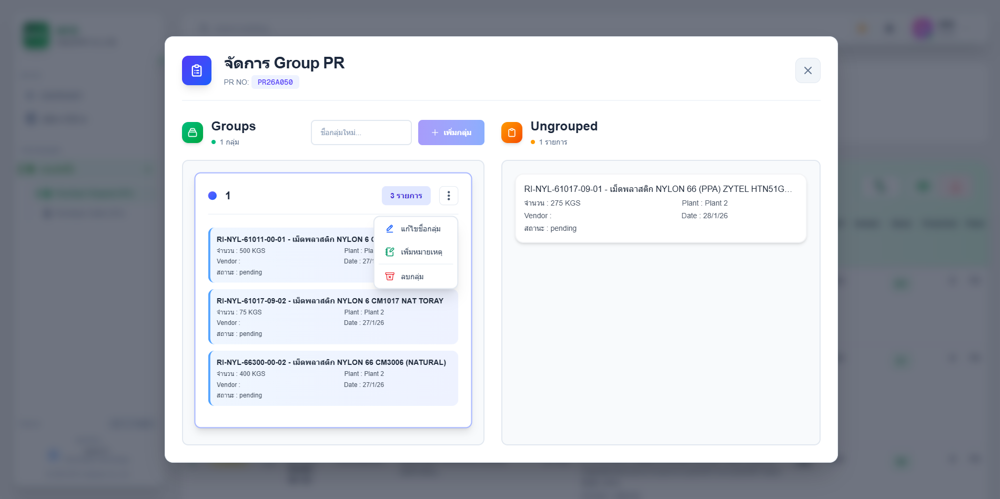 จัดการ Group PR
PR NO: PR26A050
Groups
1 กลุ่ม
ชื่อกลุ่มใหม่...
เพิ่มกลุ่ม
1
3 รายการ
แก้ไขชื่อกลุ่ม
เพิ่มหมายเหตุ
ลบกลุ่ม
RI-NYL-61011-00-01 - เม็ดพลาสติก NYLON 6
จำนวน : 500 KGS
Plant :
Vendor :
Date :
สถานะ : pending
RI-NYL-61017-09-02 - เม็ดพลาสติก NYLON 6 CM1017 NAT TORAY
จำนวน : 75 KGS
Plant : Plant 2
Vendor :
Date : 27/1/26
สถานะ : pending
RI-NYL-66300-00-02 - เม็ดพลาสติก NYLON 66 CM3006 (NATURAL)
จำนวน : 400 KGS
Plant : Plant 2
Vendor :
Date : 27/1/26
สถานะ : pending
Ungrouped
1 รายการ
RI-NYL-61017-09-01 - เม็ดพลาสติก NYLON 66 (PPA) ZYTEL HTN51G...
จำนวน : 275 KGS
Plant : Plant 2
Vendor :
Date : 28/1/26
สถานะ : pending